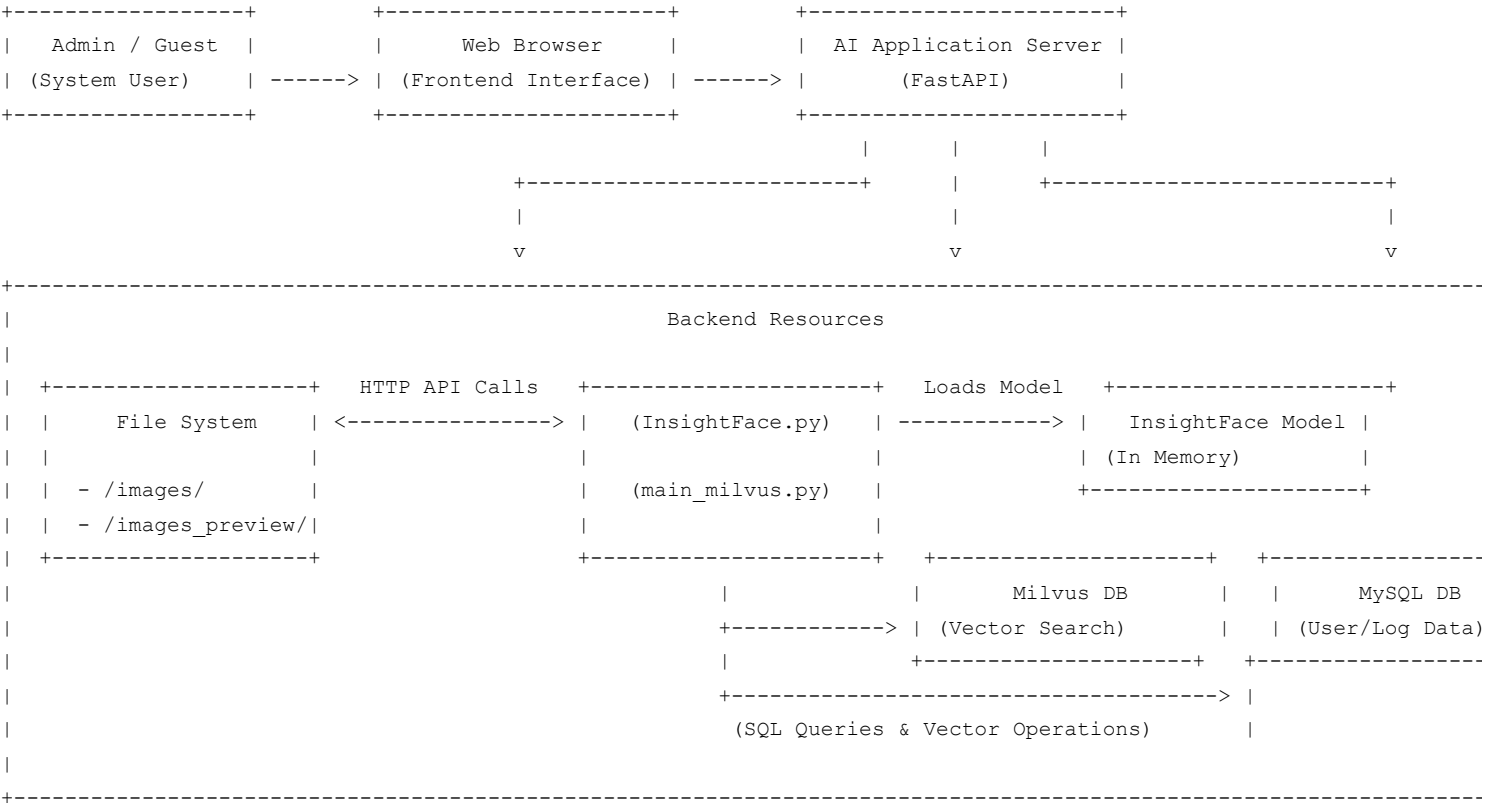 Admin / Guest Web Browser AI Application Server
(System User) ------> (Frontend Interface) ------> (FastAPI)
Backend Resources
HTTP API Calls Loads Model
File System <----------------> (InsightFace.py) ------------> InsightFace Model
(In Memory)
- /images/ (main_milvus.py)
- /images_preview/
Milvus DB MySQL DB
(Vector Search) (User/Log Data)
(SQL Queries & Vector Operations)